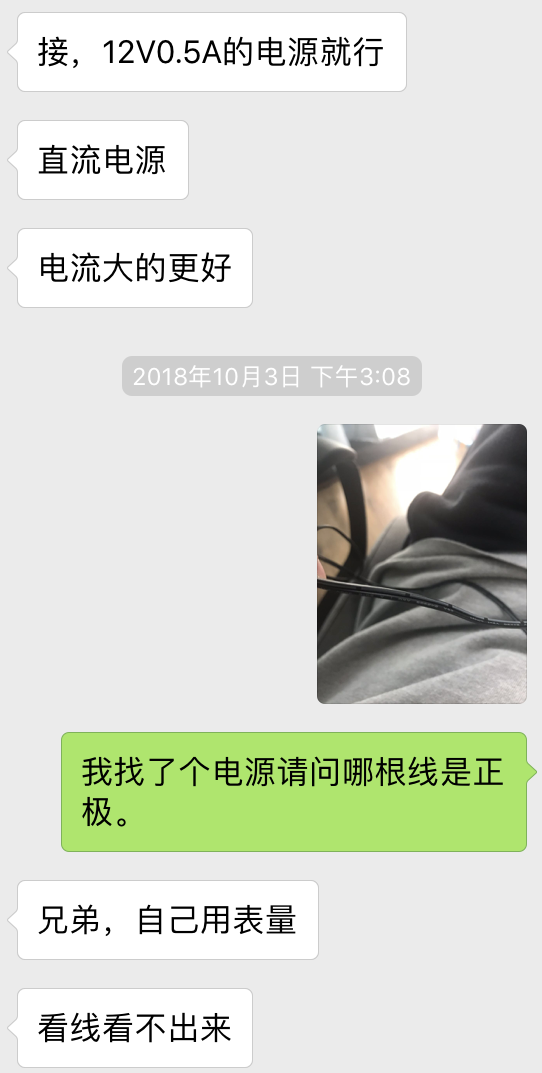 接，12V0.5A的电源就行
直流电源
电流大的更好
2018年10月3日 下午3:08
我找了个电源请问哪根线是正
极。
兄弟，自己用表量
看线看不出来